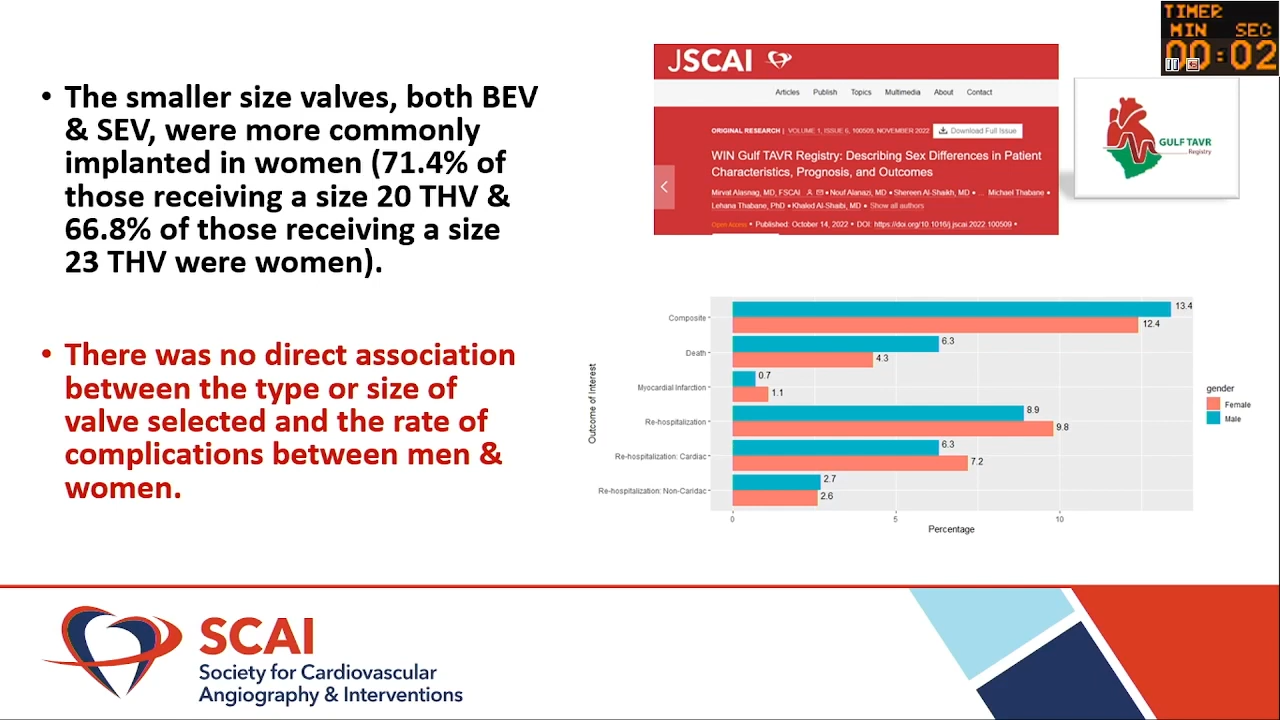 • The smaller size valves, both BEV
& SEV, were more commonly
implanted in women (71.4% of
those receiving a size 20 THV &
66.8% of those receiving a size
23 THV were women).
• There was no direct association
between the type or size of
valve selected and the rate of
complications between men &
women.
TIMER
MIN SEC
00:02
JSCAI
Articles Publish Topics Multimedia About Contact
ORIGINAL RESEARCH | VOLUME 1, ISSUE 6, 100509, NOVEMBER 2022 Download Full Issue
WIN Gulf TAVR Registry: Describing Sex Differences in Patient
Characteristics, Prognosis, and Outcomes
Mirvat Alasnag, MD, FSCAI • Nouf Alanazi, MD • Shereen Al-Shaikh, MD • ... Michael Thabane •
Lehana Thabane, PhD • Khaled Al-Shaibi, MD • Show all authors
Open Access • Published: October 14, 2022 • DOI: https://doi.org/10.1016/j.jscai.2022.100509 •
GULF TAVR
Registry
Outcome of Interest
Composite
13.4
12.4
Death
6.3
4.3
Myocardial Infarction
0.7
1.1
Re-hospitalization
8.9
9.8
Re-hospitalization: Cardiac
6.3
7.2
Re-hospitalization: Non-Caridac
2.7
2.6
0 5 10
Percentage
gender
Female
Male
SCAI
Society for Cardiovascular
Angiography & Interventions